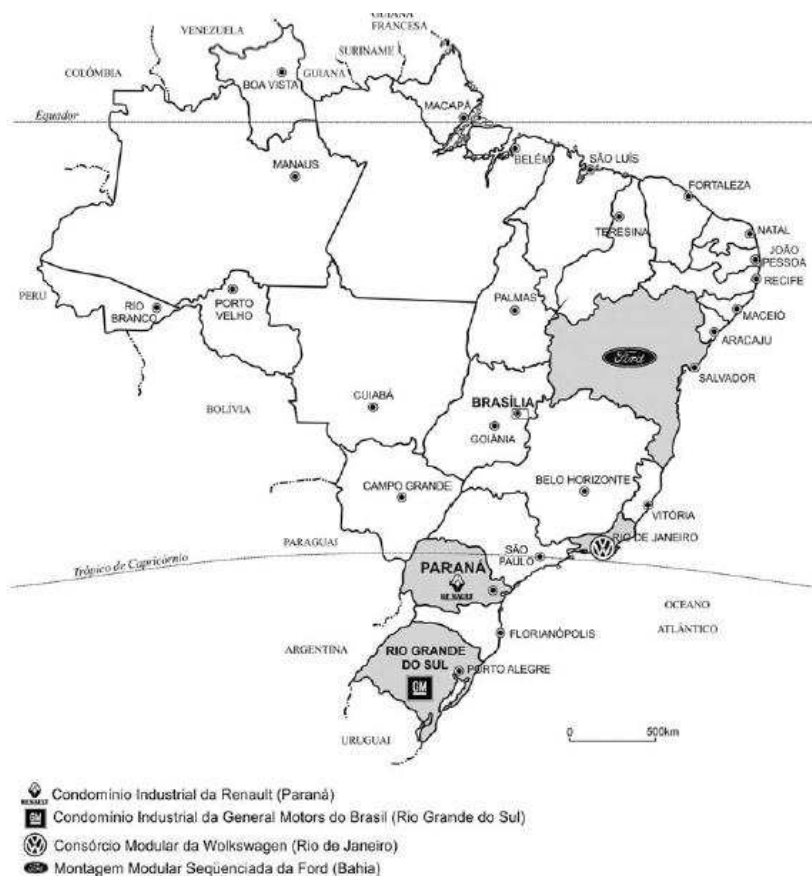 GUIANA
FRANCESA
VENEZUELA
SURINAME
COLÔMBIA
BOA VISTA
GUIANA
MACAPÁ
Equador
BELÉM
SÃO LUÍS
MANAUS
FORTALEZA
TERESINA
NATAL
JOÃO
PESSOA
RECIFE
PERU
RIO
BRANCO
PORTO
VELHO
PALMAS
MACEIÓ
ARACAJU
Ford
SALVADOR
CUIABÁ
BRASÍLIA
BOLÍVIA
GOIÂNIA
CAMPO GRANDE
BELO HORIZONTE
VITÓRIA
PARAGUAI
RIO DE JANEIRO
SÃO
PAULO
Trópico de Capricórnio
PARANÁ
RENAULT
OCEANO
ATLÂNTICO
FLORIANÓPOLIS
ARGENTINA
RIO GRANDE
DO SUL
PORTO ALEGRE
GM
URUGUAI
0 500km
RENAULT Condomínio Industrial da Renault (Paraná)
GM Condomínio Industrial da General Motors do Brasil (Rio Grande do Sul)
Consórcio Modular da Wolkswagen (Rio de Janeiro)
Ford Montagem Modular Seqüenciada da Ford (Bahia)